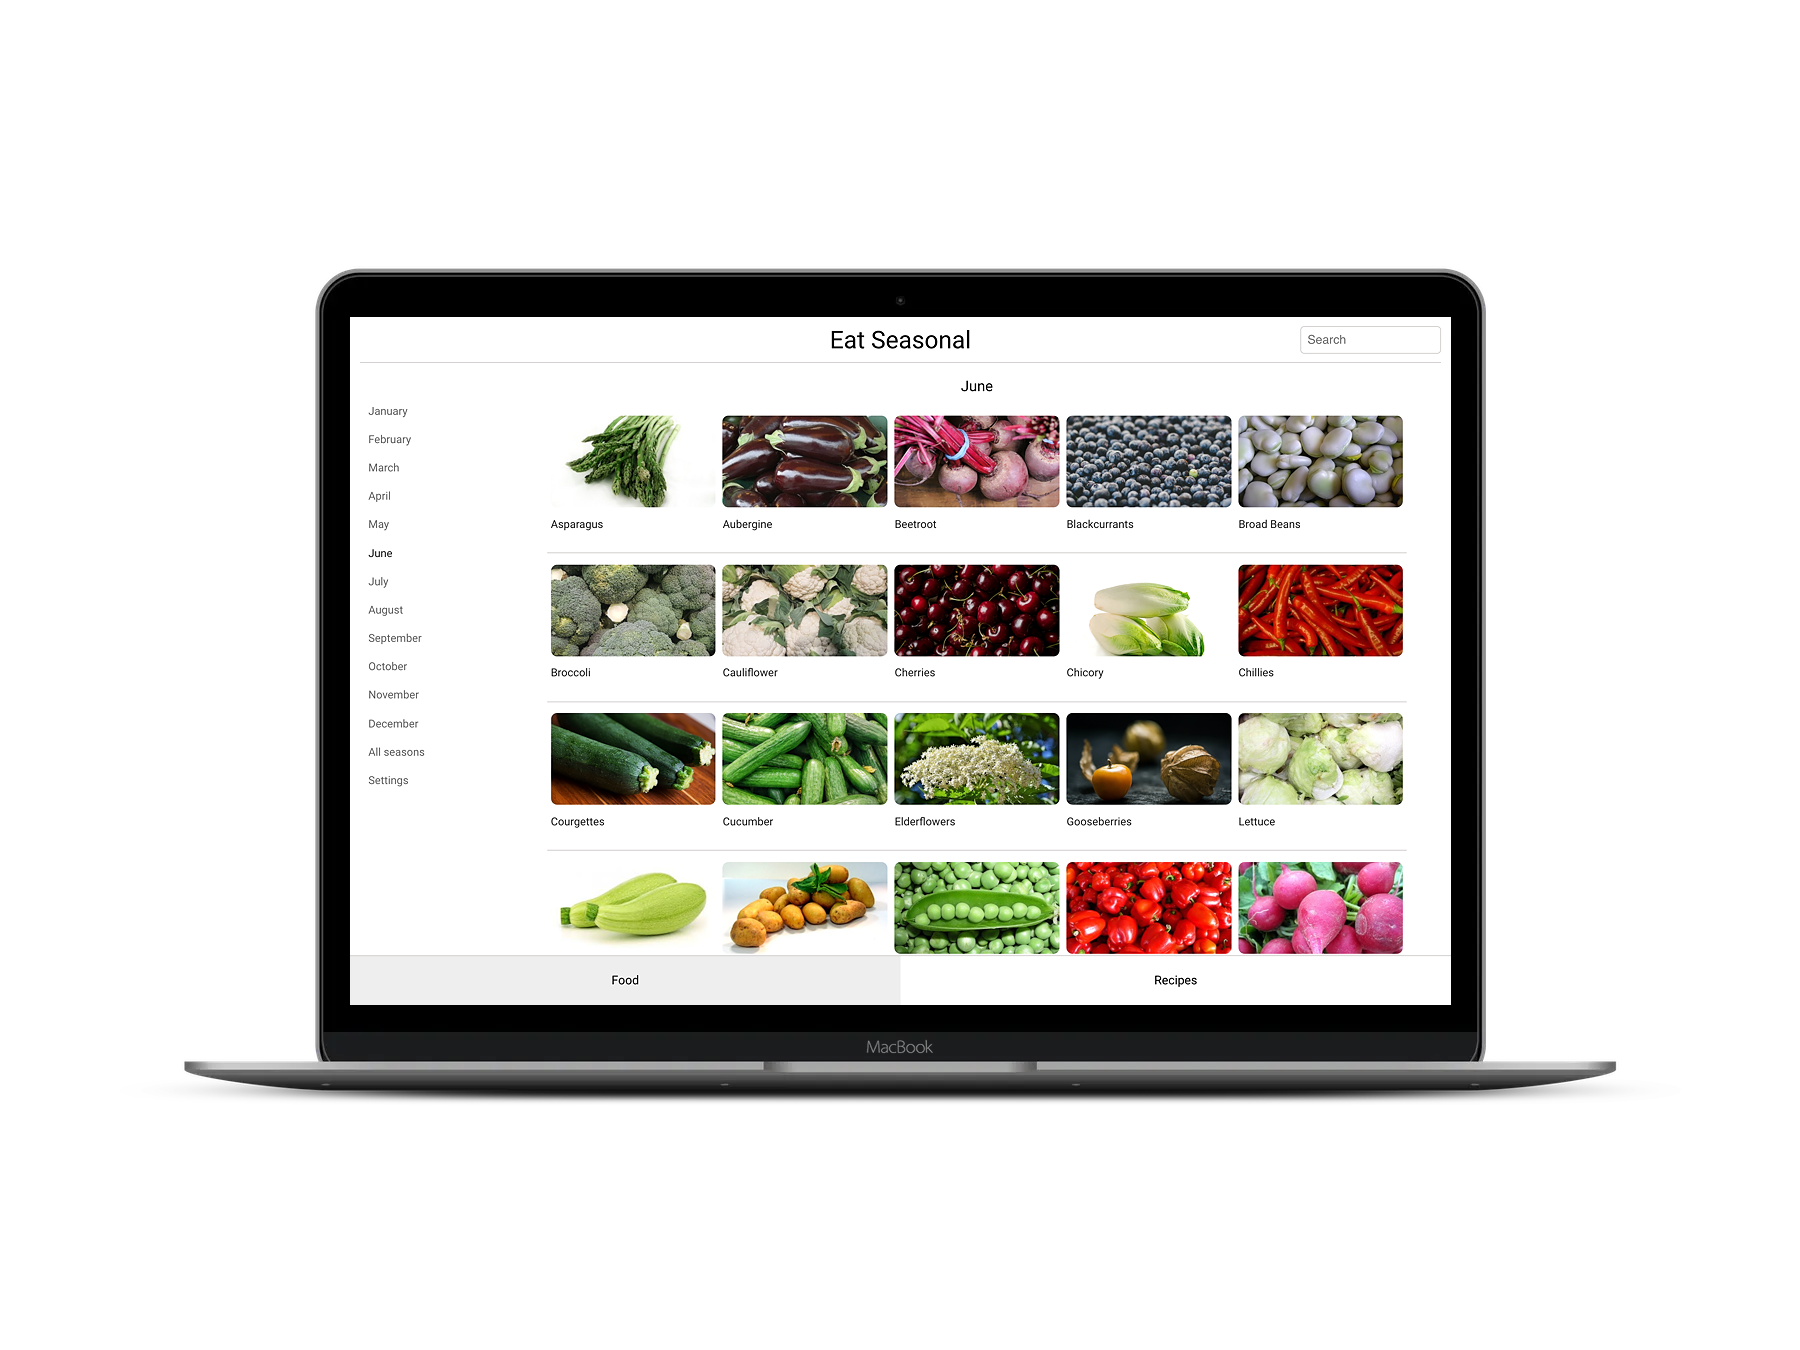 Eat Seasonal
Search
June
January
February
March
April
May
June
July
August
September
October
November
December
All seasons
Settings
Asparagus
Aubergine
Beetroot
Blackcurrants
Broad Beans
Broccoli
Cauliflower
Cherries
Chicory
Chillies
Courgettes
Cucumber
Elderflowers
Gooseberries
Lettuce
Food
Recipes
MacBook